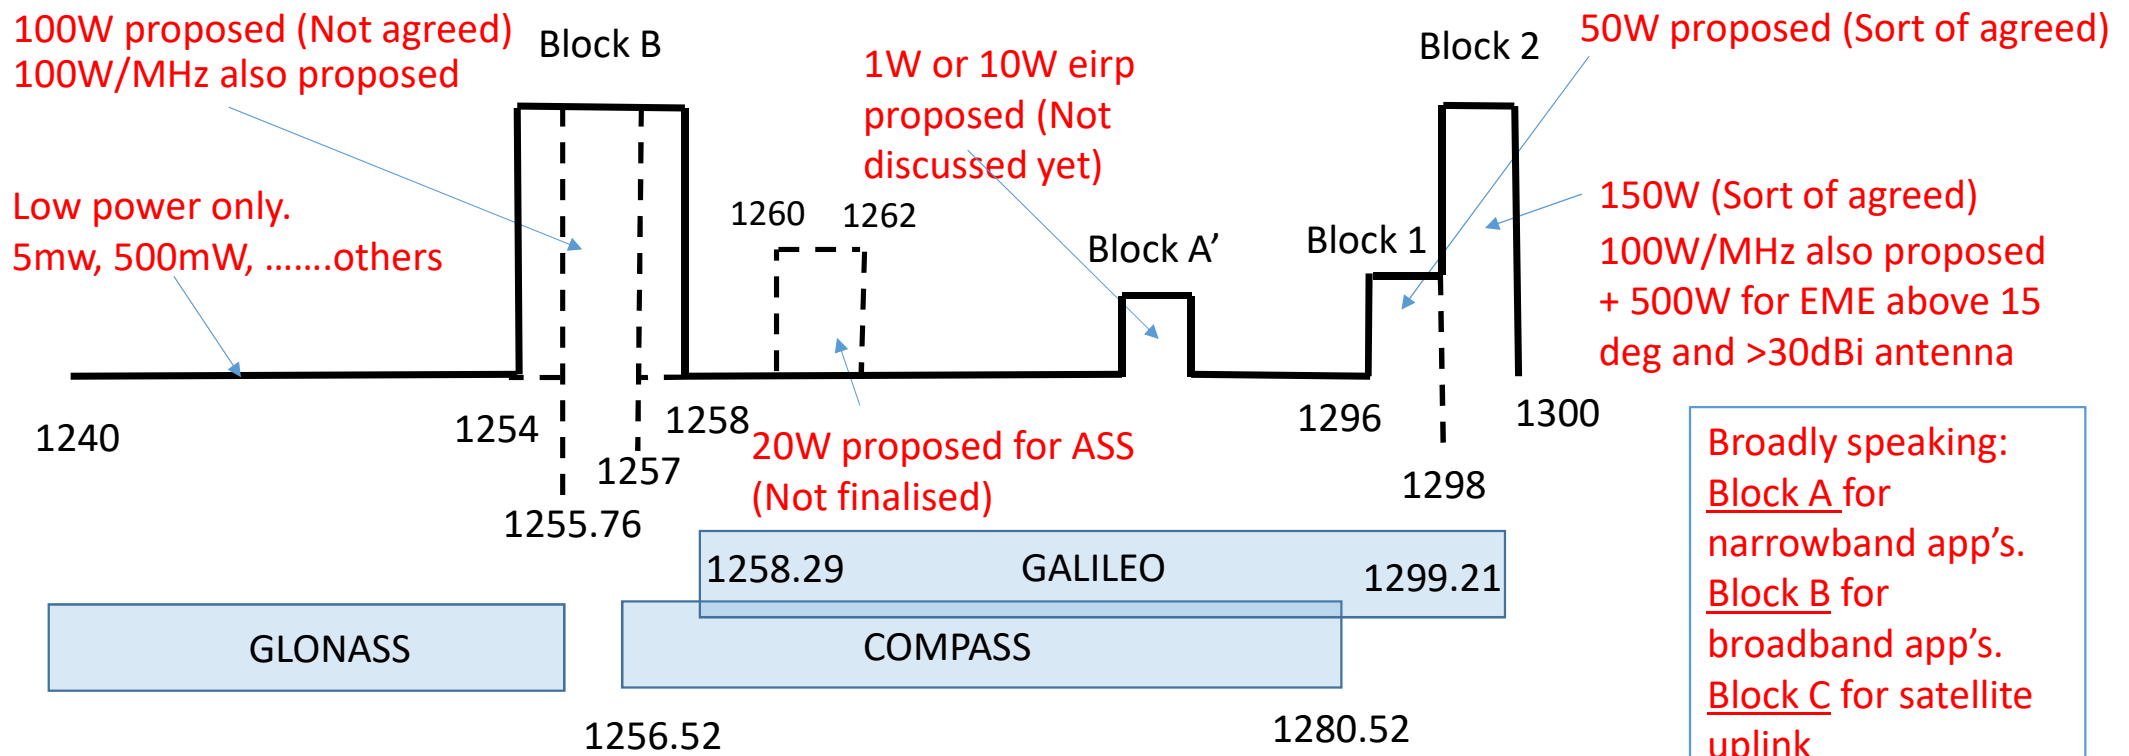 100W proposed (Not agreed)
100W/MHz also proposed
Block B
1W or 10W eirp
proposed (Not
discussed yet)
Block 2
50W proposed (Sort of agreed)
Low power only.
5mw, 500mW, .......others
1260
1262
Block A’
Block 1
150W (Sort of agreed)
100W/MHz also proposed
+ 500W for EME above 15
deg and >30dBi antenna
1240
1254
1258
1257
1255.76
20W proposed for ASS
(Not finalised)
1296
1300
1298
1258.29
GALILEO
1299.21
GLONASS
COMPASS
1256.52
1280.52
Broadly speaking:
Block A for
narrowband app’s.
Block B for
broadband app’s.
Block C for satellite
uplink